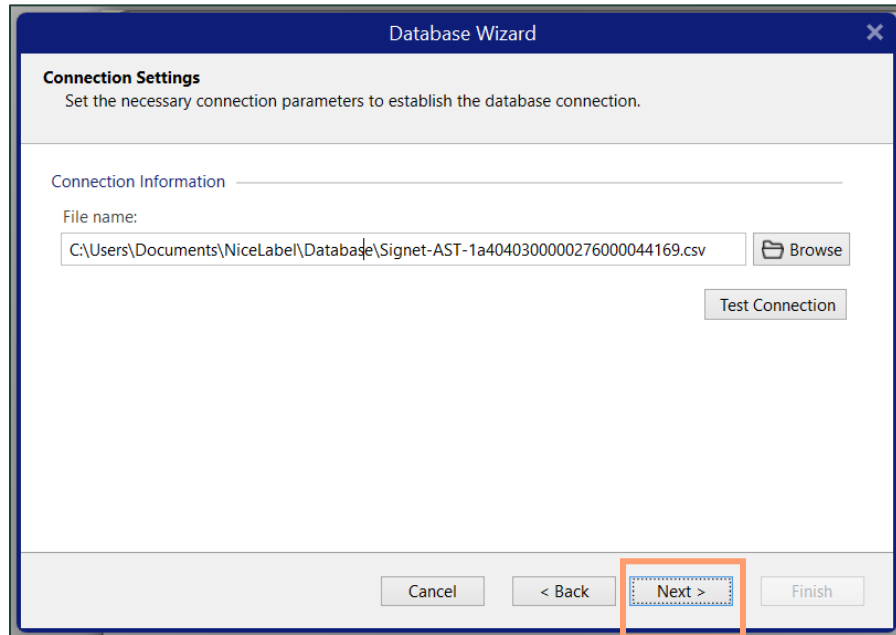 Database Wizard
Connection Settings
Set the necessary connection parameters to establish the database connection.
Connection Information
File name:
C:\Users\Documents\NiceLabel\Database\Signet-AST-1a4040300000276000044169.csv
Browse
Test Connection
Cancel
< Back
Next >
Finish